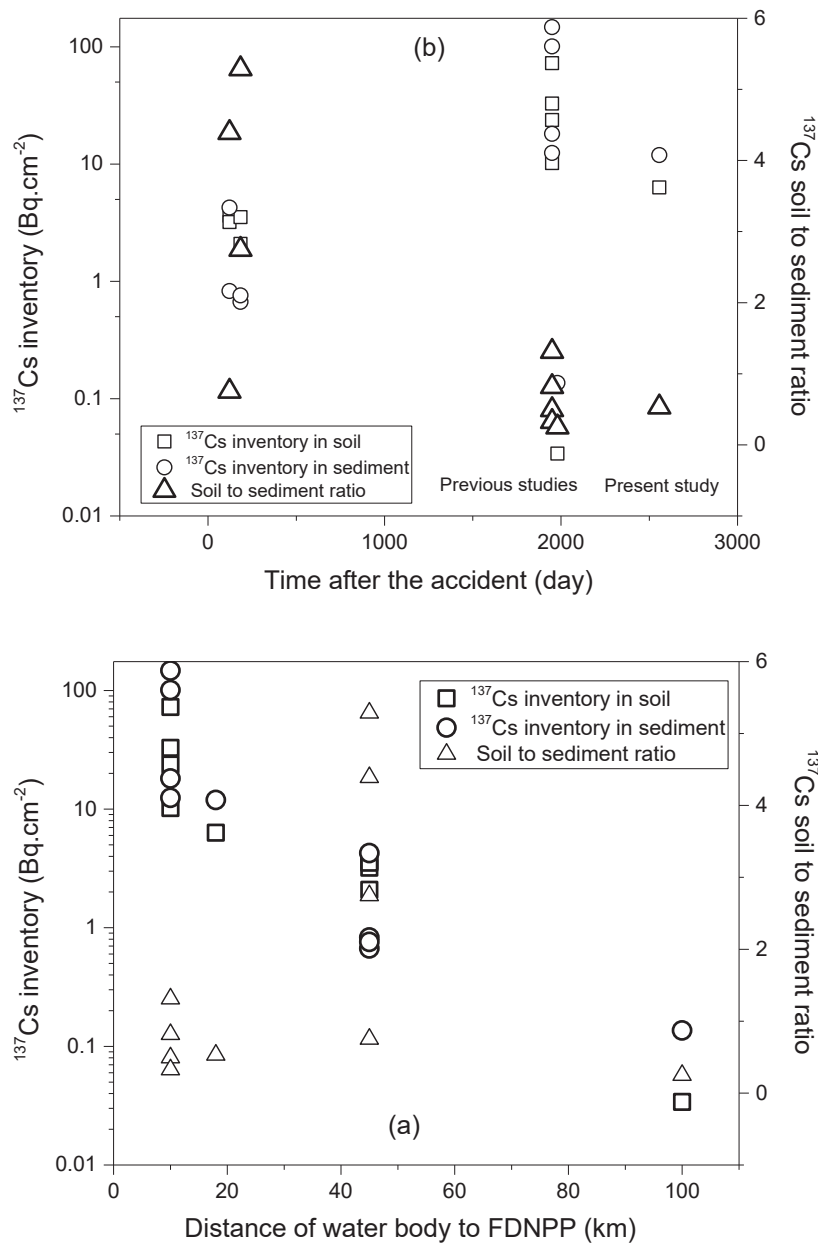 (b)
100
10
1
0.1
0.01
¹³⁷Cs inventory (Bq.cm⁻²)
6
4
2
0
¹³⁷Cs soil to sediment ratio
¹³⁷Cs inventory in soil
¹³⁷Cs inventory in sediment
Soil to sediment ratio
Previous studies
Present study
0 1000 2000 3000
Time after the accident (day)
100
10
1
0.1
0.01
¹³⁷Cs inventory (Bq.cm⁻²)
6
4
2
0
¹³⁷Cs soil to sediment ratio
¹³⁷Cs inventory in soil
¹³⁷Cs inventory in sediment
Soil to sediment ratio
(a)
0 20 40 60 80 100
Distance of water body to FDNPP (km)